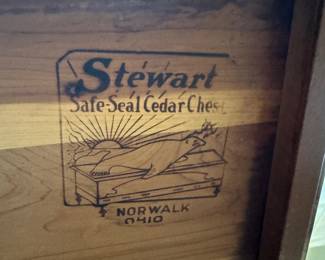 Stewart
Safe-Seal Cedar Chest
NORWALK
OHIO